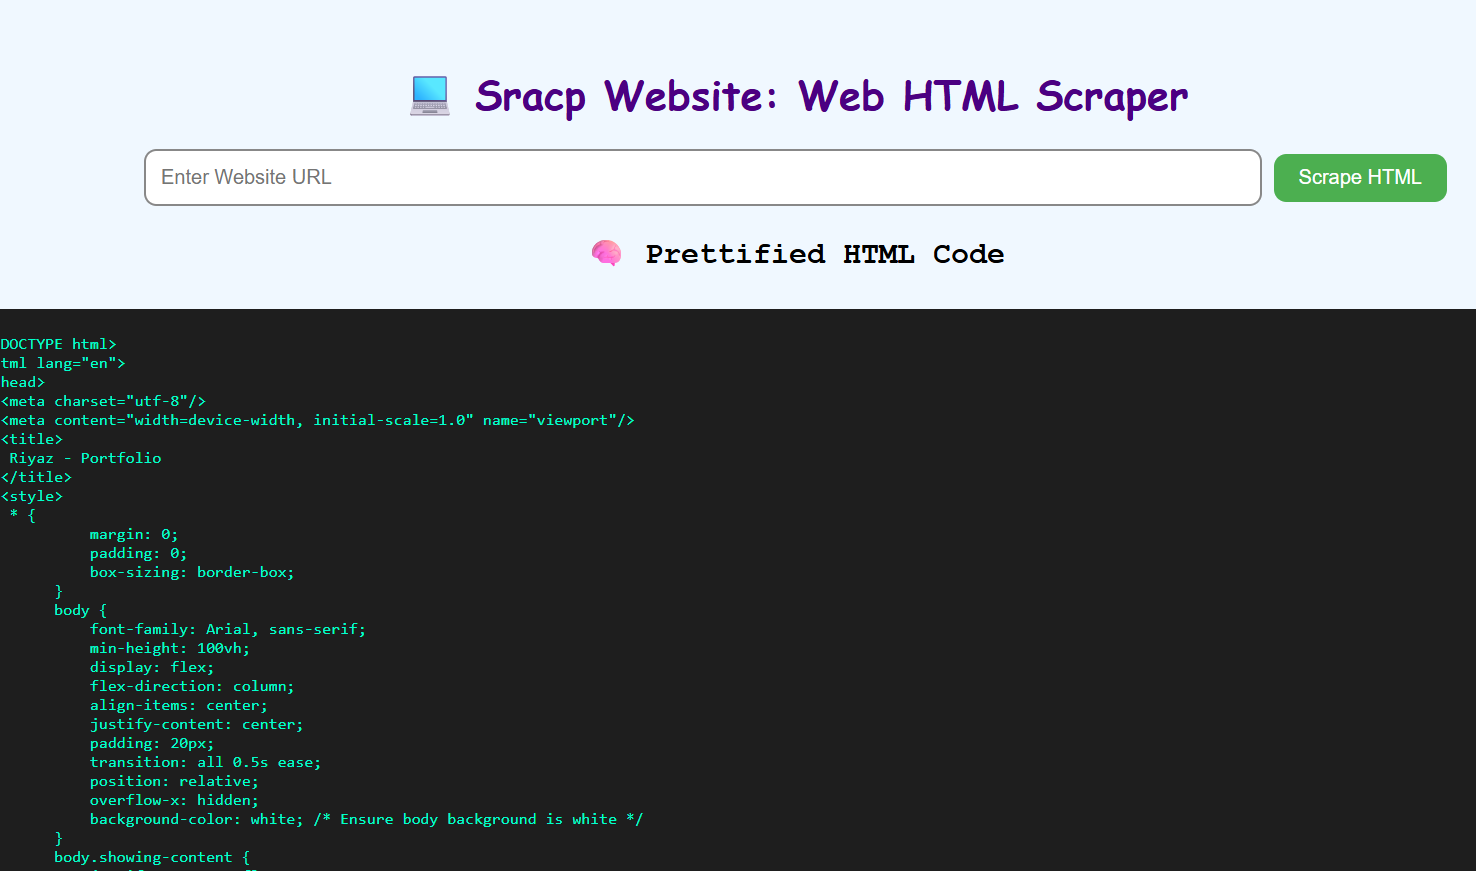 Sracp Website: Web HTML Scraper
Enter Website URL
Scrape HTML
Prettified HTML Code
DOCTYPE html>
tml lang="en">
head>
<meta charset="utf-8"/>
<meta content="width=device-width, initial-scale=1.0" name="viewport"/>
<title>
 Riyaz - Portfolio
</title>
<style>
 * {
          margin: 0;
          padding: 0;
          box-sizing: border-box;
      }
      body {
          font-family: Arial, sans-serif;
          min-height: 100vh;
          display: flex;
          flex-direction: column;
          align-items: center;
          justify-content: center;
          padding: 20px;
          transition: all 0.5s ease;
          position: relative;
          overflow-x: hidden;
          background-color: white; /* Ensure body background is white */
      }
      body.showing-content {